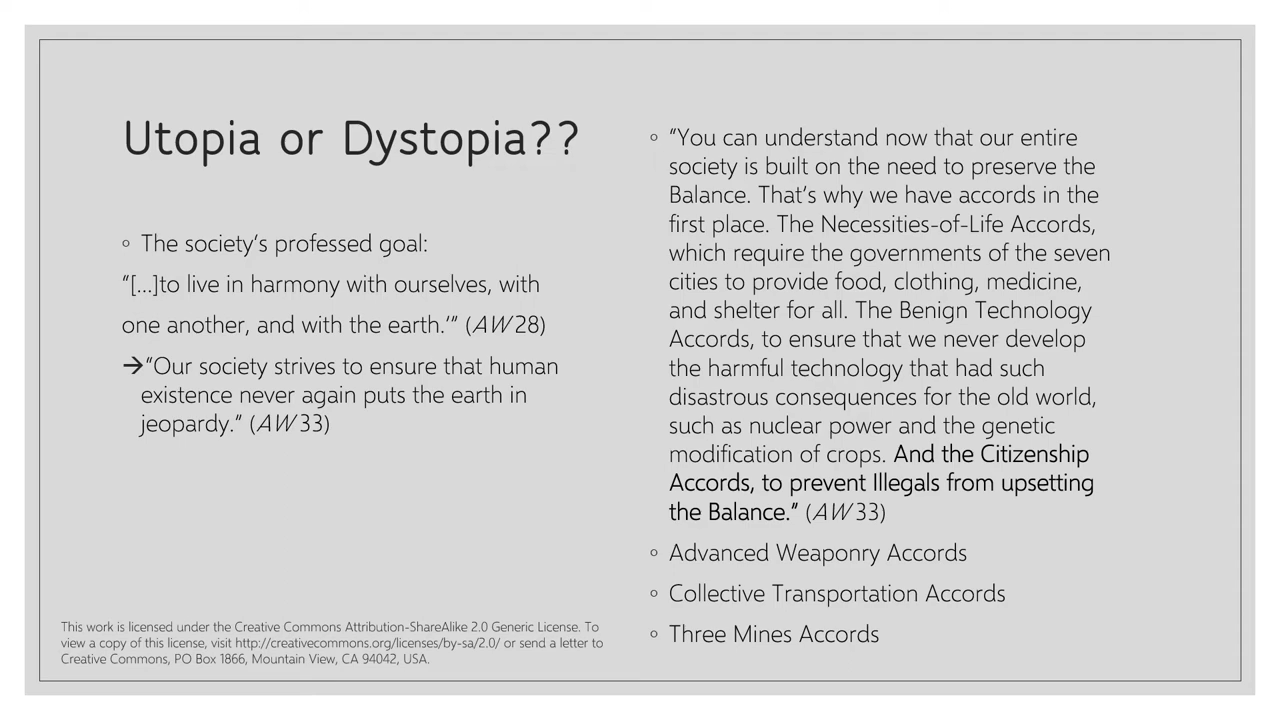 Utopia or Dystopia??
◦ The society’s professed goal:
“[…]to live in harmony with ourselves, with
one another, and with the earth.’” (AW 28)
→“Our society strives to ensure that human
existence never again puts the earth in
jeopardy.” (AW 33)
◦ “You can understand now that our entire
society is built on the need to preserve the
Balance. That’s why we have accords in the
first place. The Necessities-of-Life Accords,
which require the governments of the seven
cities to provide food, clothing, medicine,
and shelter for all. The Benign Technology
Accords, to ensure that we never develop
the harmful technology that had such
disastrous consequences for the old world,
such as nuclear power and the genetic
modification of crops. And the Citizenship
Accords, to prevent Illegals from upsetting
the Balance.” (AW 33)
◦ Advanced Weaponry Accords
◦ Collective Transportation Accords
◦ Three Mines Accords
This work is licensed under the Creative Commons Attribution-ShareAlike 2.0 Generic License. To
view a copy of this license, visit http://creativecommons.org/licenses/by-sa/2.0/ or send a letter to
Creative Commons, PO Box 1866, Mountain View, CA 94042, USA.